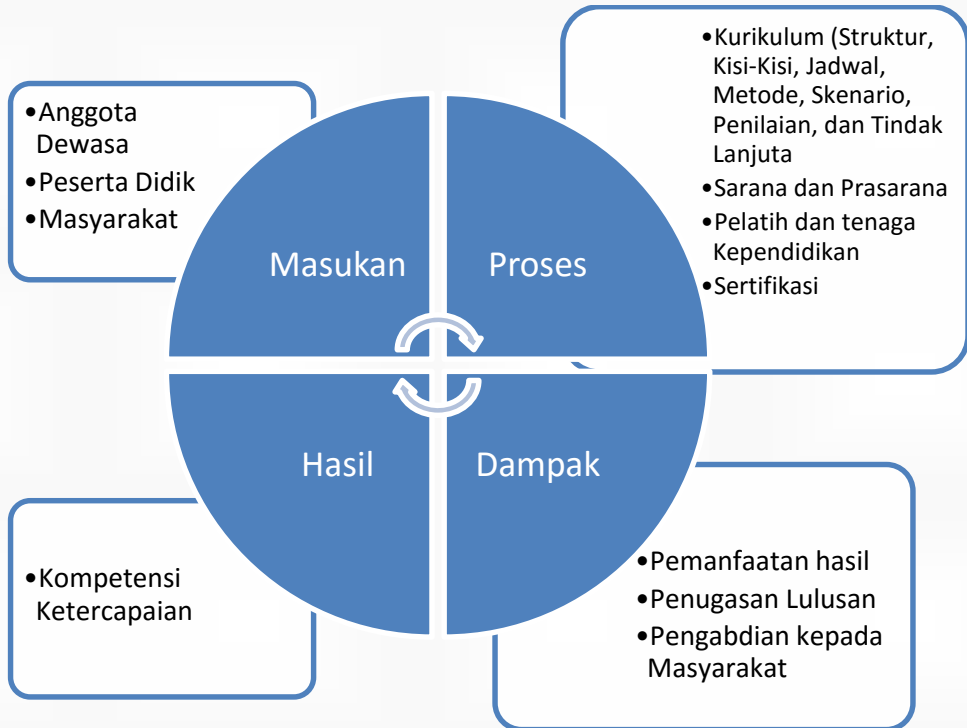 •Anggota
Dewasa
•Peserta Didik
•Masyarakat
•Kurikulum (Struktur,
Kisi-Kisi, Jadwal,
Metode, Skenario,
Penilaian, dan Tindak
Lanjuta
•Sarana dan Prasarana
•Pelatih dan tenaga
Kependidikan
•Sertifikasi
Masukan
Proses
Hasil
Dampak
•Kompetensi
Ketercapaian
•Pemanfaatan hasil
•Penugasan Lulusan
•Pengabdian kepada
Masyarakat